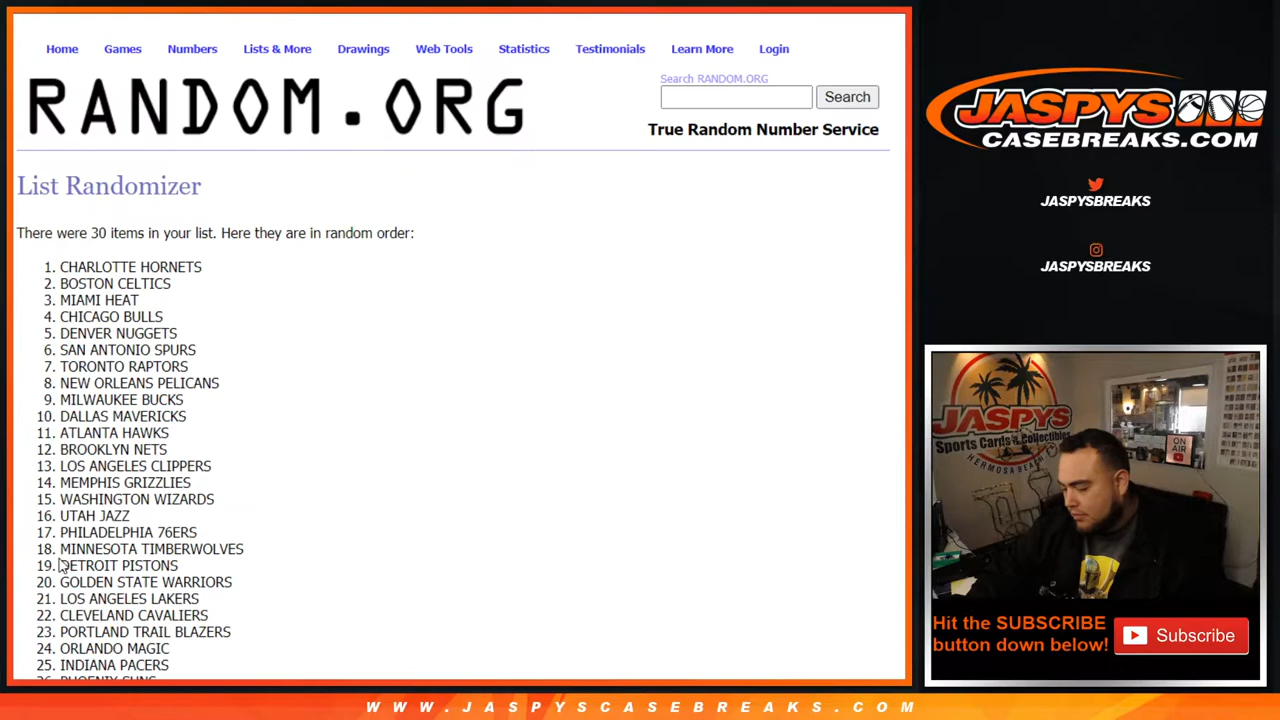 Home Games Numbers Lists & More Drawings Web Tools Statistics Testimonials Learn More Login
RANDOM.ORG
Search RANDOM.ORG
Search
True Random Number Service
List Randomizer
There were 30 items in your list. Here they are in random order:
1. CHARLOTTE HORNETS
2. BOSTON CELTICS
3. MIAMI HEAT
4. CHICAGO BULLS
5. DENVER NUGGETS
6. SAN ANTONIO SPURS
7. TORONTO RAPTORS
8. NEW ORLEANS PELICANS
9. MILWAUKEE BUCKS
10. DALLAS MAVERICKS
11. ATLANTA HAWKS
12. BROOKLYN NETS
13. LOS ANGELES CLIPPERS
14. MEMPHIS GRIZZLIES
15. WASHINGTON WIZARDS
16. UTAH JAZZ
17. PHILADELPHIA 76ERS
18. MINNESOTA TIMBERWOLVES
19. DETROIT PISTONS
20. GOLDEN STATE WARRIORS
21. LOS ANGELES LAKERS
22. CLEVELAND CAVALIERS
23. PORTLAND TRAIL BLAZERS
24. ORLANDO MAGIC
25. INDIANA PACERS
26. PHOENIX SUNS
JASPYS
CASEBREAKS.COM
JASPYSBREAKS
JASPYSBREAKS
JASPYS
Sports Cards & Collectibles
HERMOSA BEACH
ON AIR
Hit the SUBSCRIBE
button down below!
Subscribe
WWW.JASPYSCASEBREAKS.COM